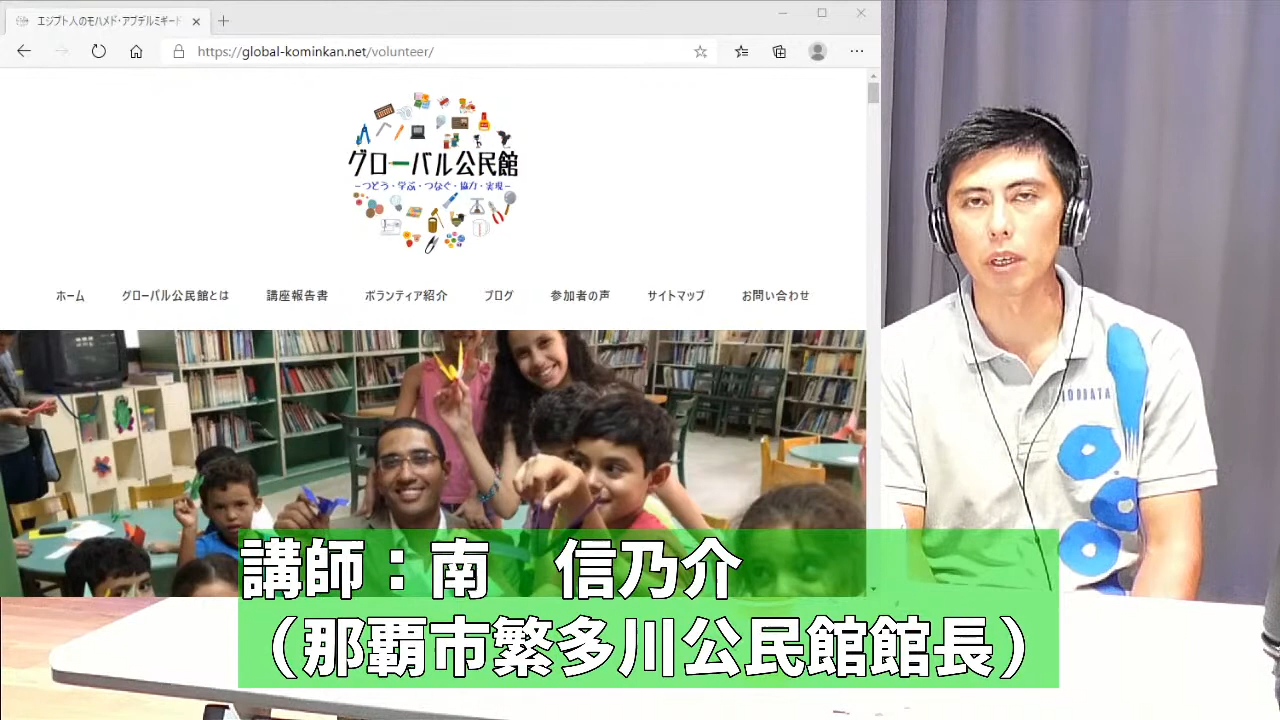 エジプト人のモハメド・アブデルミギード
https://global-kominkan.net/volunteer/
グローバル公民館
－つどう・学ぶ・つなぐ・協力・実現－
ホーム
グローバル公民館とは
講座報告書
ボランティア紹介
ブログ
参加者の声
サイトマップ
お問い合わせ
IODATA
講師：南　信乃介
（那覇市繁多川公民館館長）